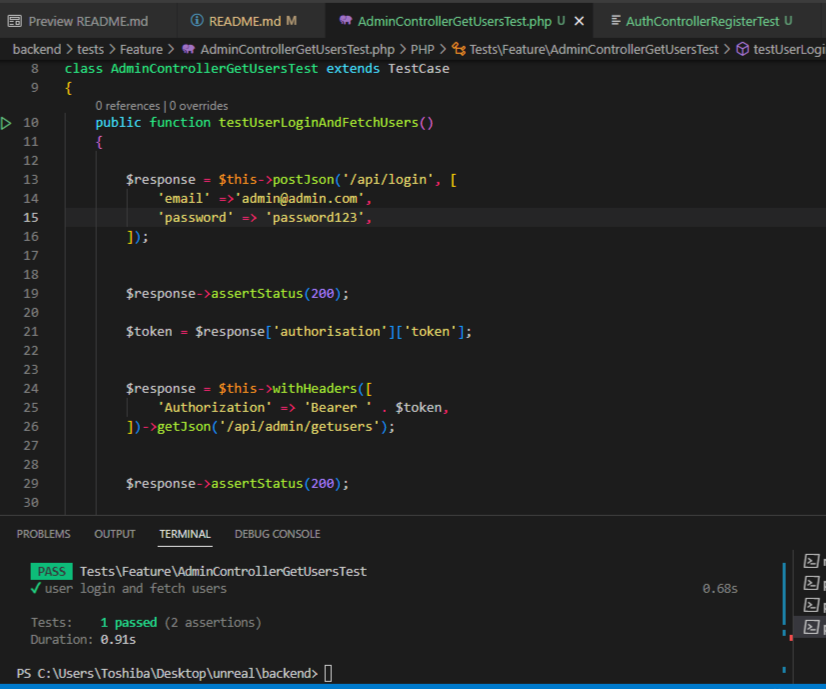 Preview README.md
README.md M
AdminControllerGetUsersTest.php U
AuthControllerRegisterTest U
backend > tests > Feature > AdminControllerGetUsersTest.php > PHP > Tests\Feature\AdminControllerGetUsersTest > testUserLogi
8 class AdminControllerGetUsersTest extends TestCase
9 {
0 references | 0 overrides
10 public function testUserLoginAndFetchUsers()
11 {
12
13 $response = $this->postJson('/api/login', [
14 'email' =>'admin@admin.com',
15 'password' => 'password123',
16 ]);
17
18
19 $response->assertStatus(200);
20
21 $token = $response['authorisation']['token'];
22
23
24 $response = $this->withHeaders([
25 'Authorization' => 'Bearer ' . $token,
26 ])->getJson('/api/admin/getusers');
27
28
29 $response->assertStatus(200);
30
PROBLEMS OUTPUT TERMINAL DEBUG CONSOLE
PASS Tests\Feature\AdminControllerGetUsersTest
✓ user login and fetch users 0.68s
Tests: 1 passed (2 assertions)
Duration: 0.91s
PS C:\Users\Toshiba\Desktop\unreal\backend>